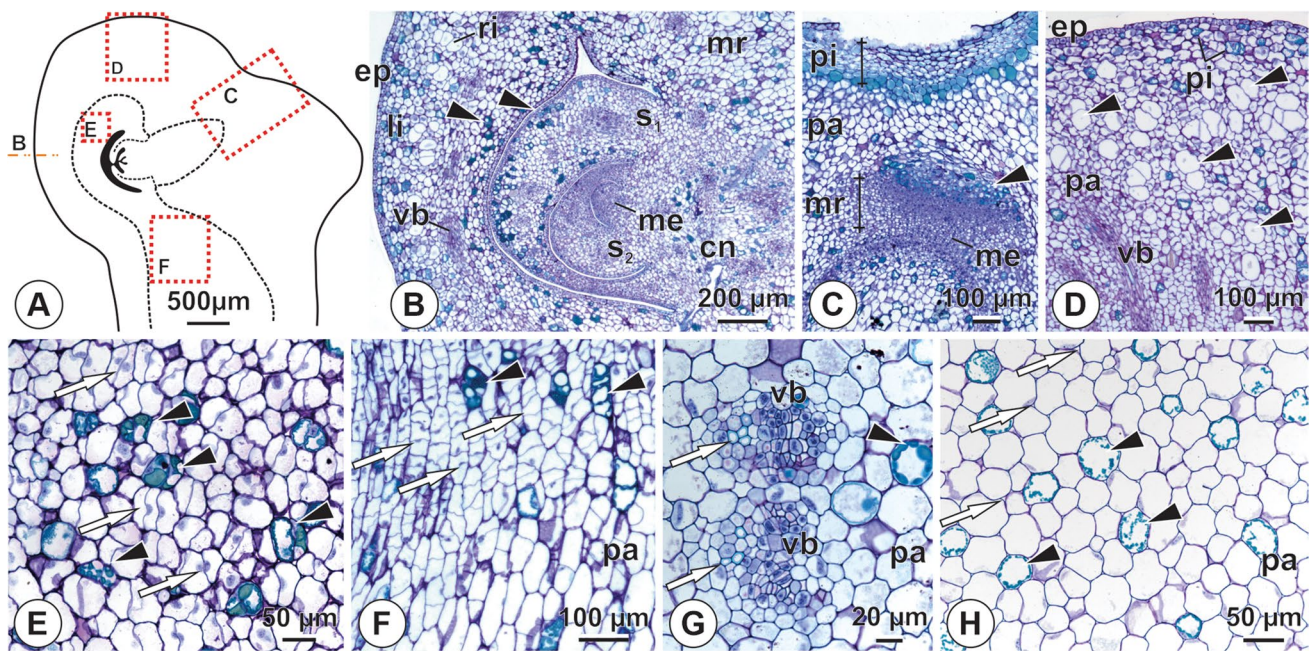 D
C
E
B
F
A
500µm
ri
mr
ep
li
s1
vb
me
s2
cn
B
200 µm
pi
pa
mr
me
C
100 µm
ep
pi
pa
vb
D
100 µm
E
50 µm
pa
F
100 µm
vb
vb
pa
G
20 µm
pa
H
50 µm